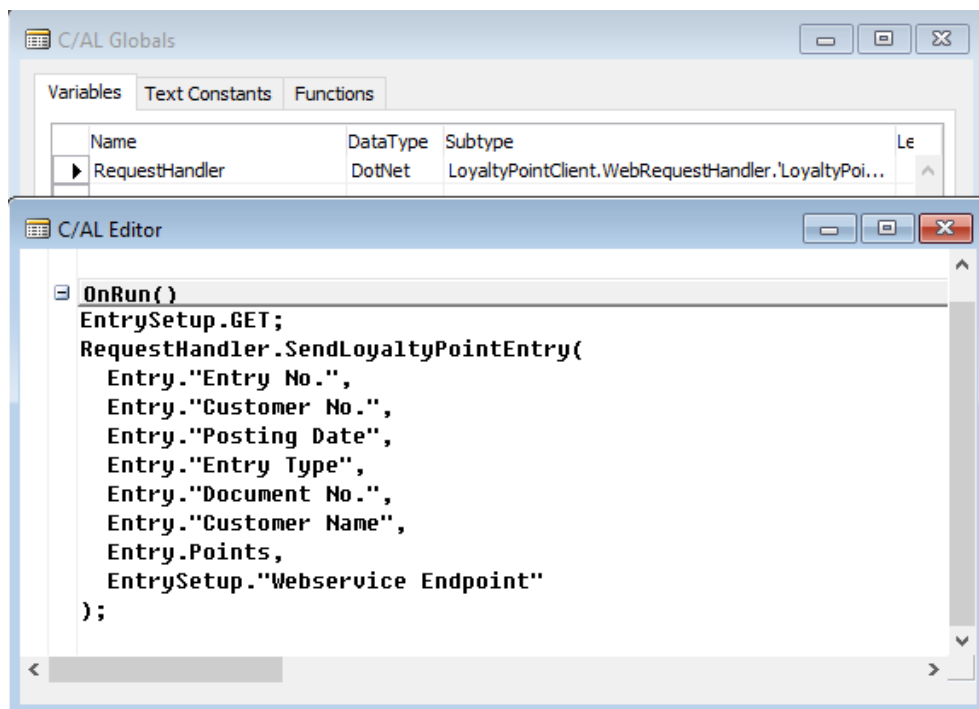 C/AL Globals
Variables Text Constants Functions
Name DataType Subtype Le
RequestHandler DotNet LoyaltyPointClient.WebRequestHandler.'LoyaltyPoi...
C/AL Editor
OnRun()
EntrySetup.GET;
RequestHandler.SendLoyaltyPointEntry(
Entry."Entry No.",
Entry."Customer No.",
Entry."Posting Date",
Entry."Entry Type",
Entry."Document No.",
Entry."Customer Name",
Entry.Points,
EntrySetup."Webservice Endpoint"
);